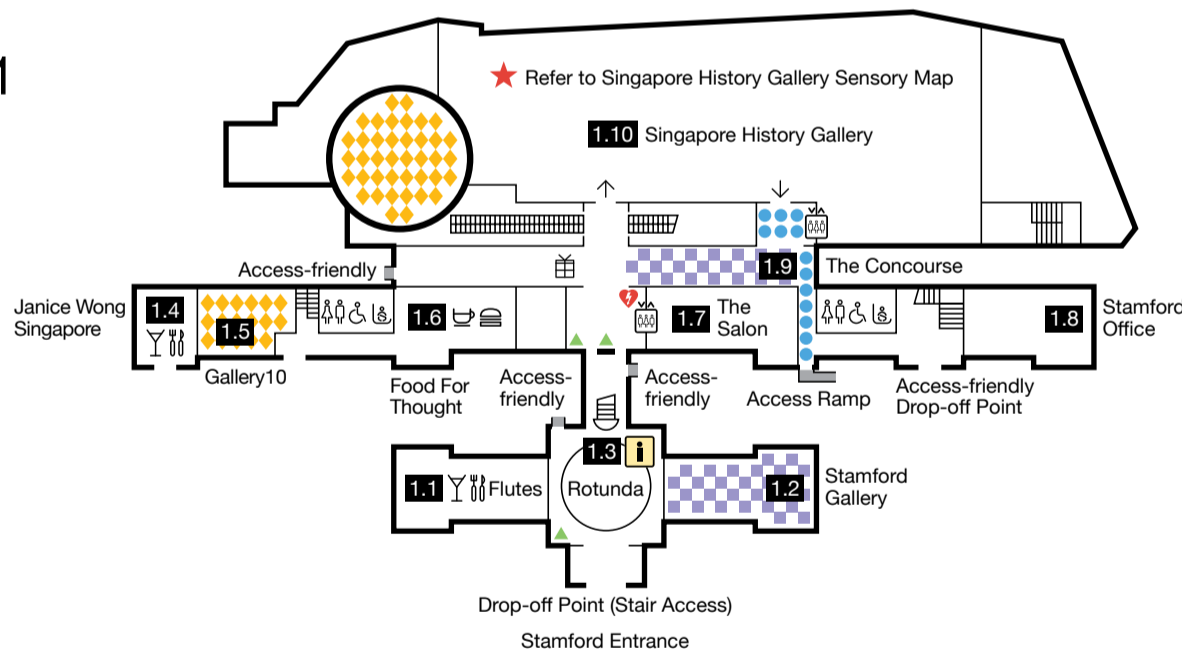 1
Refer to Singapore History Gallery Sensory Map
1.10 Singapore History Gallery
Access-friendly
1.9 The Concourse
Janice Wong
Singapore
1.4
1.5
Gallery10
1.6
Food For
Thought
1.7 The
Salon
1.8
Stamford
Office
Access-
friendly
Access-
friendly
Access Ramp
Access-friendly
Drop-off Point
1.3 i
1.1 Flutes
Rotunda
1.2
Stamford
Gallery
Drop-off Point (Stair Access)
Stamford Entrance